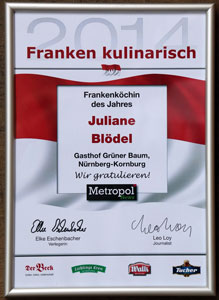 2014
Franken kulinarisch
Frankenköchin
des Jahres
Juliane
Blödel
Gasthof Grüner Baum,
Nürnberg-Kornburg
Wir gratulieren!
Metropol
Elke Eschenbacher
Verlegerin
Leo Loy
Journalist
Der Beck
Wolf's
Tucher